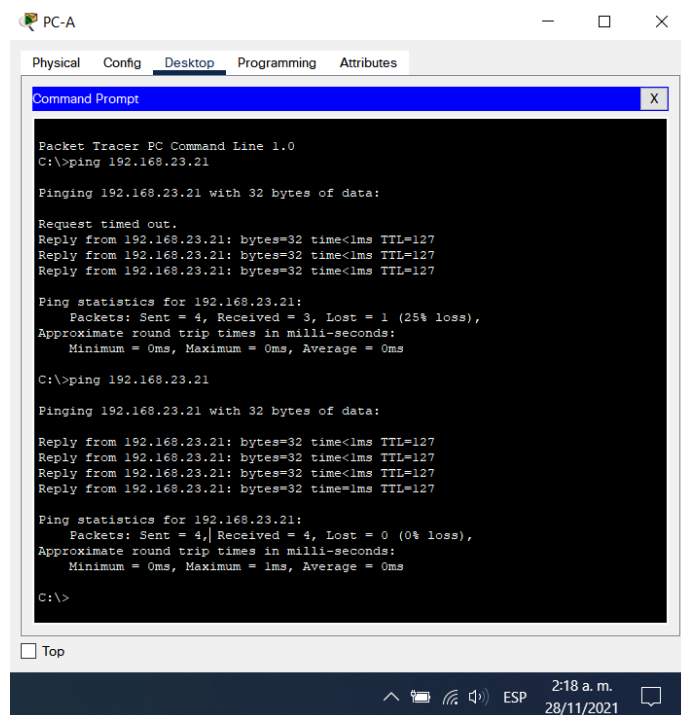 PC-A
Physical Config Desktop Programming Attributes
Command Prompt
X
Packet Tracer PC Command Line 1.0
C:\>ping 192.168.23.21
Pinging 192.168.23.21 with 32 bytes of data:
Request timed out.
Reply from 192.168.23.21: bytes=32 time<1ms TTL=127
Reply from 192.168.23.21: bytes=32 time<1ms TTL=127
Reply from 192.168.23.21: bytes=32 time<1ms TTL=127
Ping statistics for 192.168.23.21:
Packets: Sent = 4, Received = 3, Lost = 1 (25% loss),
Approximate round trip times in milli-seconds:
Minimum = 0ms, Maximum = 0ms, Average = 0ms
C:\>ping 192.168.23.21
Pinging 192.168.23.21 with 32 bytes of data:
Reply from 192.168.23.21: bytes=32 time<1ms TTL=127
Reply from 192.168.23.21: bytes=32 time<1ms TTL=127
Reply from 192.168.23.21: bytes=32 time<1ms TTL=127
Reply from 192.168.23.21: bytes=32 time=1ms TTL=127
Ping statistics for 192.168.23.21:
Packets: Sent = 4, Received = 4, Lost = 0 (0% loss),
Approximate round trip times in milli-seconds:
Minimum = 0ms, Maximum = 1ms, Average = 0ms
C:\>
Top
ESP
2:18 a. m.
28/11/2021